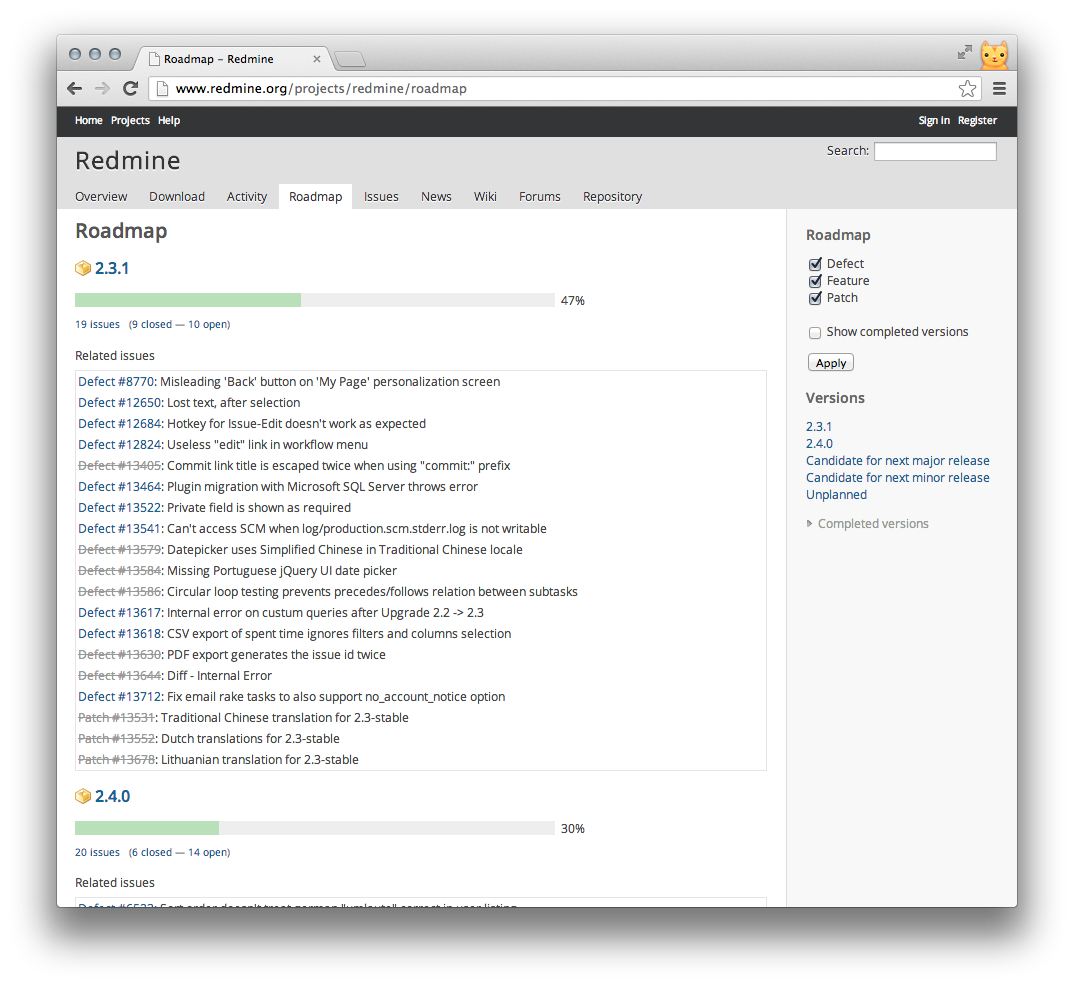 Roadmap – Redmine
www.redmine.org/projects/redmine/roadmap
Home Projects Help
Sign in Register
Redmine
Search:
Overview Download Activity Roadmap Issues News Wiki Forums Repository
Roadmap
2.3.1
47%
19 issues (9 closed — 10 open)
Related issues
Defect #8770: Misleading 'Back' button on 'My Page' personalization screen
Defect #12650: Lost text, after selection
Defect #12684: Hotkey for Issue-Edit doesn't work as expected
Defect #12824: Useless "edit" link in workflow menu
Defect #13405: Commit link title is escaped twice when using "commit:" prefix
Defect #13464: Plugin migration with Microsoft SQL Server throws error
Defect #13522: Private field is shown as required
Defect #13541: Can't access SCM when log/production.scm.stderr.log is not writable
Defect #13579: Datepicker uses Simplified Chinese in Traditional Chinese locale
Defect #13584: Missing Portuguese jQuery UI date picker
Defect #13586: Circular loop testing prevents precedes/follows relation between subtasks
Defect #13617: Internal error on custum queries after Upgrade 2.2 -> 2.3
Defect #13618: CSV export of spent time ignores filters and columns selection
Defect #13630: PDF export generates the issue id twice
Defect #13644: Diff - Internal Error
Defect #13712: Fix email rake tasks to also support no_account_notice option
Patch #13531: Traditional Chinese translation for 2.3-stable
Patch #13552: Dutch translations for 2.3-stable
Patch #13678: Lithuanian translation for 2.3-stable
2.4.0
30%
20 issues (6 closed — 14 open)
Related issues
Defect #6523: Sort order doesn't treat german "umlauts" correct in user listing
Roadmap
Defect
Feature
Patch
Show completed versions
Apply
Versions
2.3.1
2.4.0
Candidate for next major release
Candidate for next minor release
Unplanned
Completed versions